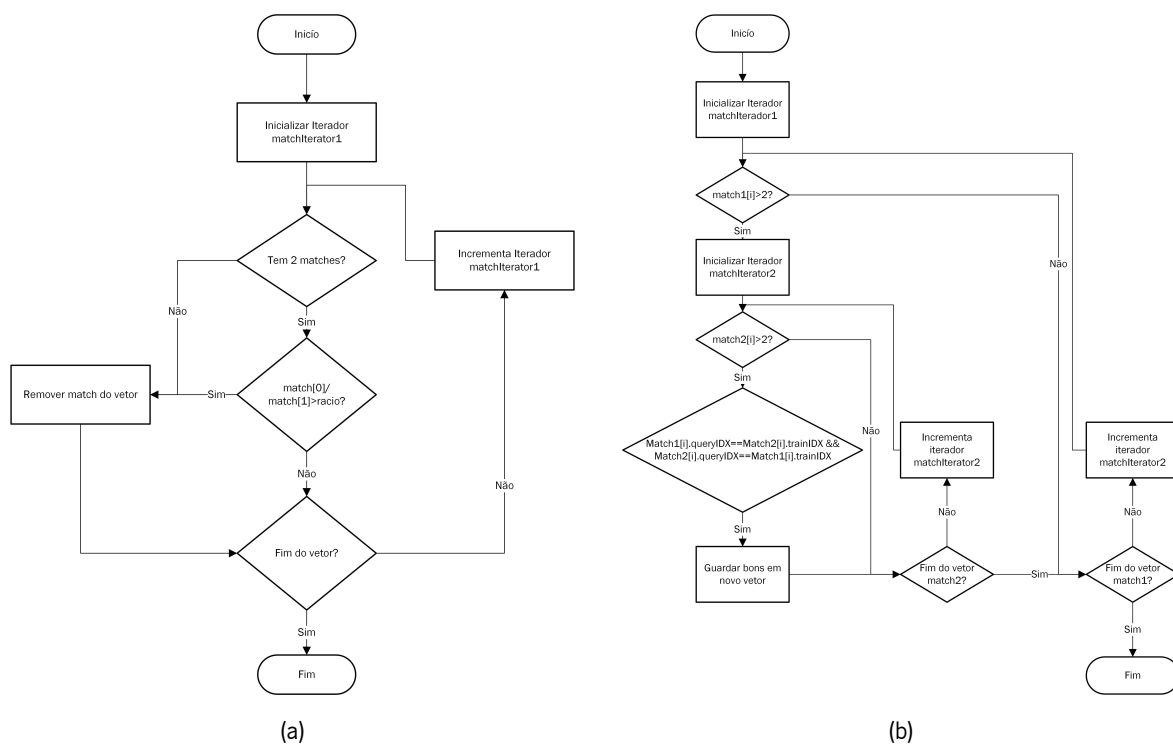 Inicío
Inicializar Iterador
matchIterator1
Tem 2 matches?
Incrementa Iterador
matchIterator1
Não
Sim
Remover match do vetor
Sim
match[0]/
match[1]>racio?
Não
Não
Fim do vetor?
Sim
Fim
(a)
Inicío
Inicializar Iterador
matchIterador1
match1[i]>2?
Sim
Inicializar Iterador
matchIterator2
Não
match2[i]>2?
Sim
Match1[i].queryIDX==Match2[i].trainIDX &&
Match2[i].queryIDX==Match1[i].trainIDX
Não
Incrementa
iterador
matchIterator2
Incrementa
iterador
matchIterator2
Não
Não
Sim
Guardar bons em
novo vetor
Fim do vetor
match2?
Sim
Fim do vetor
match1?
Sim
Fim
(b)